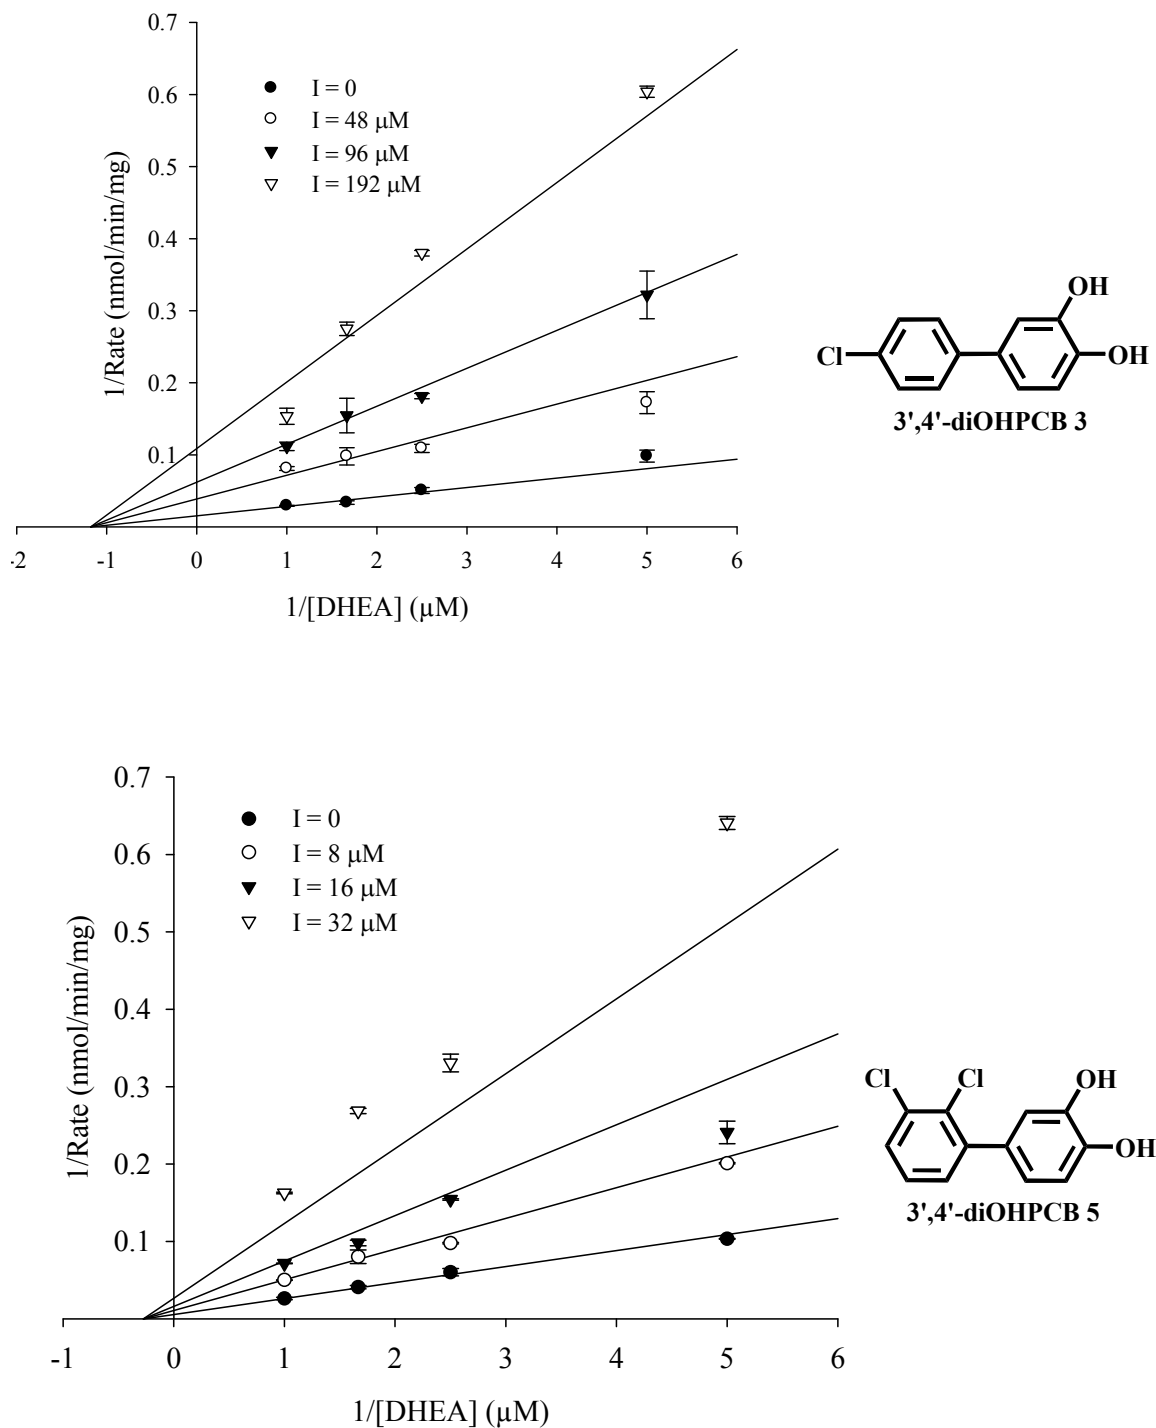 0.7
0.6
0.5
0.4
0.3
0.2
0.1
1/Rate (nmol/min/mg)
I = 0
I = 48 μM
I = 96 μM
I = 192 μM
-2 -1 0 1 2 3 4 5 6
1/[DHEA] (μM)
OH
Cl OH
3',4'-diOHPCB 3
0.7
0.6
0.5
0.4
0.3
0.2
0.1
1/Rate (nmol/min/mg)
I = 0
I = 8 μM
I = 16 μM
I = 32 μM
-1 0 1 2 3 4 5 6
1/[DHEA] (μM)
Cl Cl OH
OH
3',4'-diOHPCB 5